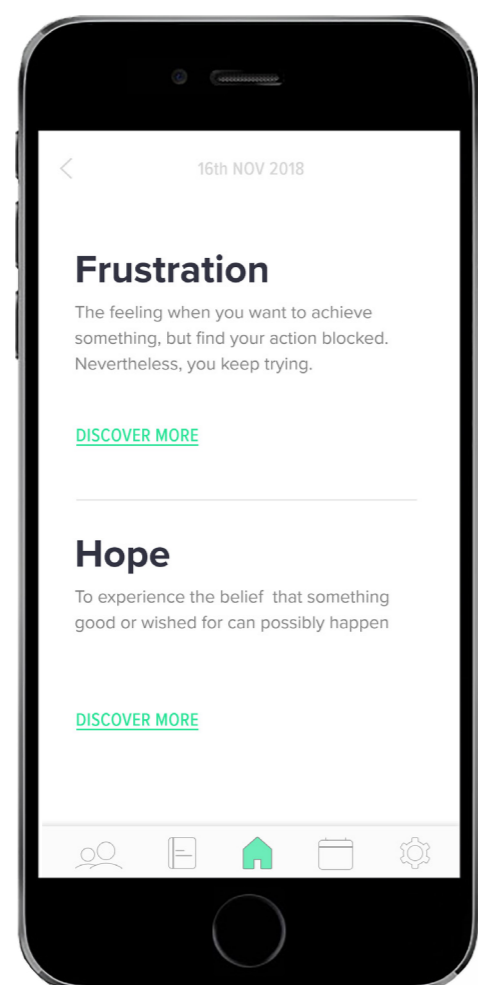 16th NOV 2018
Frustration
The feeling when you want to achieve
something, but find your action blocked.
Nevertheless, you keep trying.
DISCOVER MORE
Hope
To experience the belief  that something
good or wished for can possibly happen
DISCOVER MORE